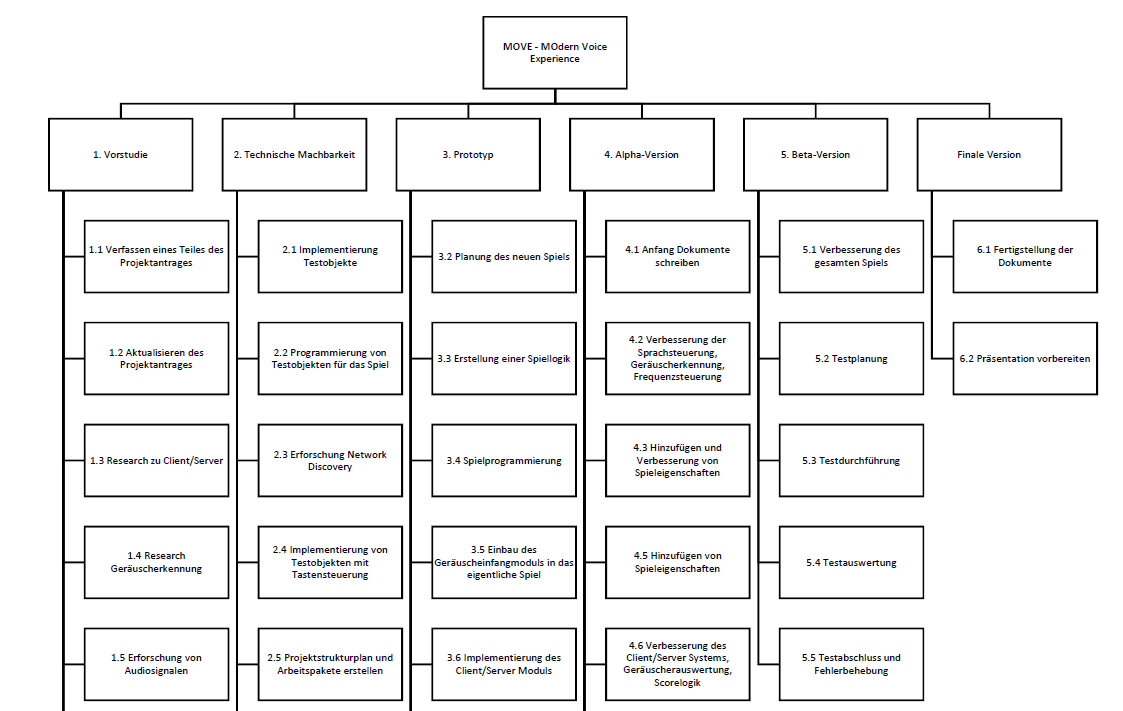 MOVE - MOdern Voice
Experience
1. Vorstudie
2. Technische Machbarkeit
3. Prototyp
4. Alpha-Version
5. Beta-Version
Finale Version
1.1 Verfassen eines Teiles des
Projektantrages
1.2 Aktualisieren des
Projektantrages
1.3 Research zu Client/Server
1.4 Research
Geräuscherkennung
1.5 Erforschung von
Audiosignalen
2.1 Implementierung
Testobjekte
2.2 Programmierung von
Testobjekten für das Spiel
2.3 Erforschung Network
Discovery
2.4 Implementierung von
Testobjekten mit
Tastensteuerung
2.5 Projektstrukturplan und
Arbeitspakete erstellen
3.2 Planung des neuen Spiels
3.3 Erstellung einer Spiellogik
3.4 Spielprogrammierung
3.5 Einbau des
Geräuscheinfangmoduls in das
eigentliche Spiel
3.6 Implementierung des
Client/Server Moduls
4.1 Anfang Dokumente
schreiben
4.2 Verbesserung der
Sprachsteuerung,
Geräuscherkennung,
Frequenzsteuerung
4.3 Hinzufügen und
Verbesserung von
Spieleigenschaften
4.5 Hinzufügen von
Spieleigenschaften
4.6 Verbesserung des
Client/Server Systems,
Geräuscherauswertung,
Scorelogik
5.1 Verbesserung des
gesamten Spiels
5.2 Testplanung
5.3 Testdurchführung
5.4 Testauswertung
5.5 Testabschluss und
Fehlerbehebung
6.1 Fertigstellung der
Dokumente
6.2 Präsentation vorbereiten